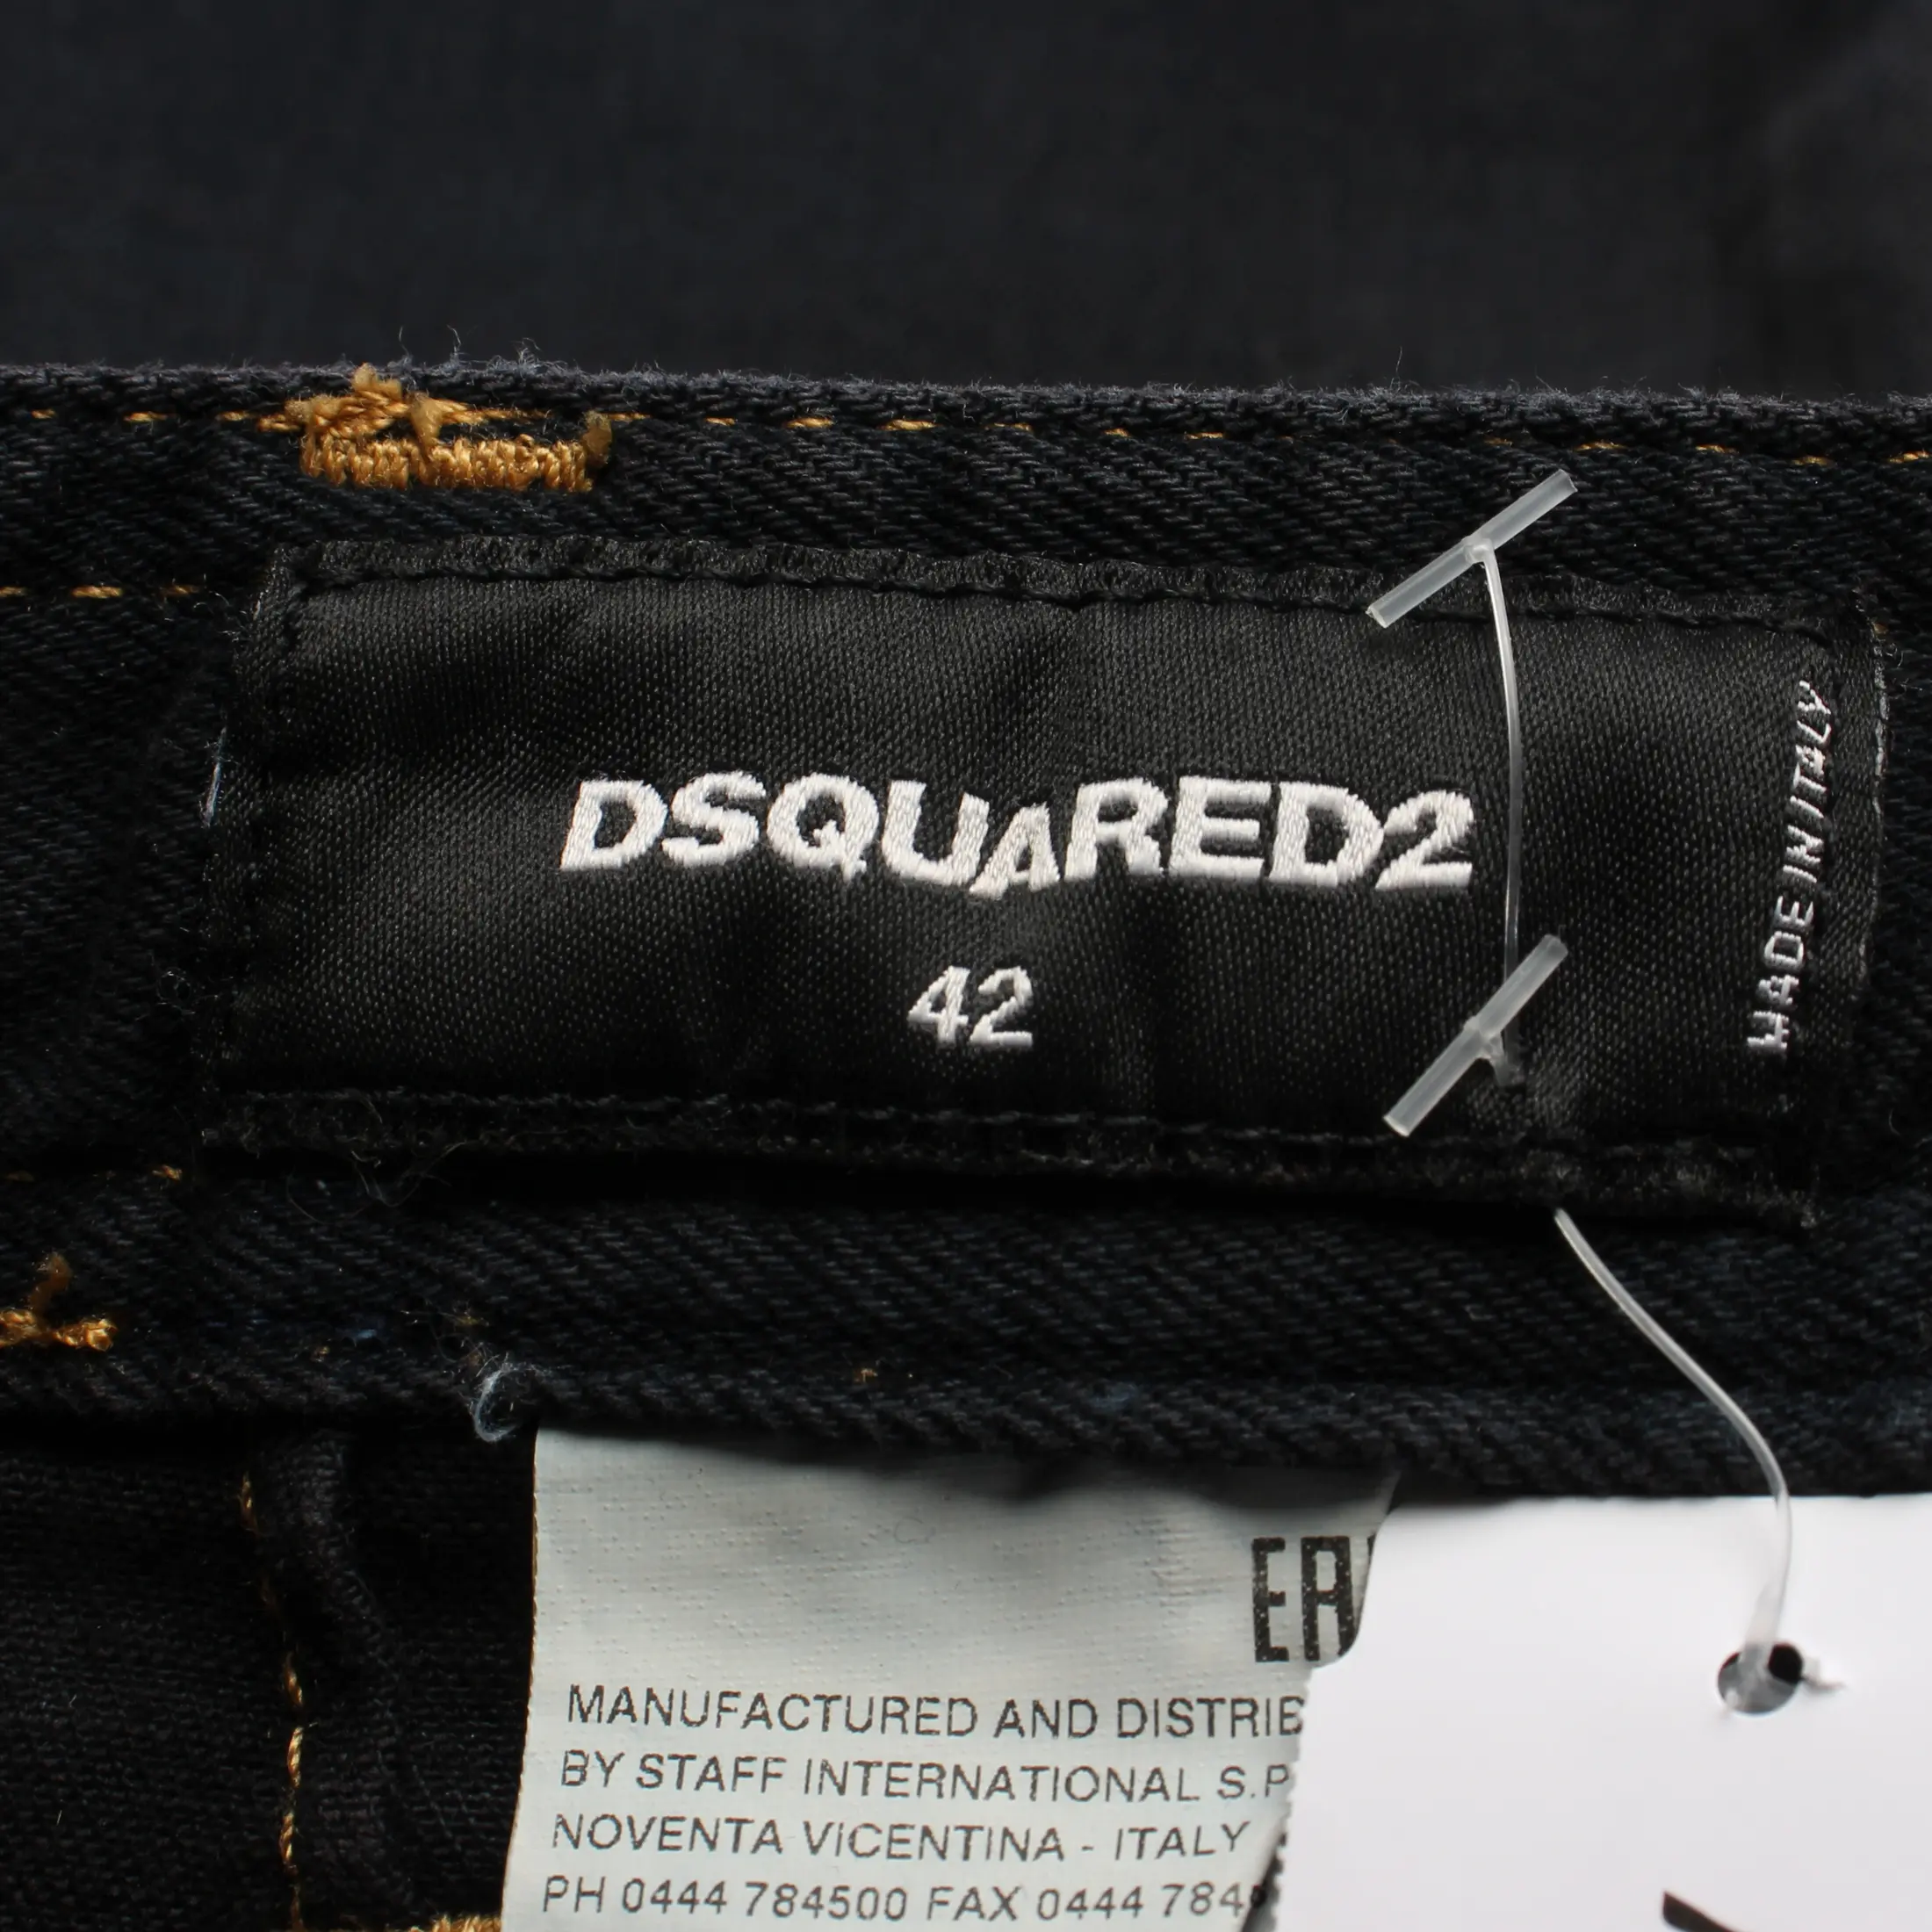 DSQUARED2
42
MADE IN ITALY
EA
MANUFACTURED AND DISTRIB
BY STAFF INTERNATIONAL S.P
NOVENTA VICENTINA - ITALY
PH 0444 784500 FAX 0444 784